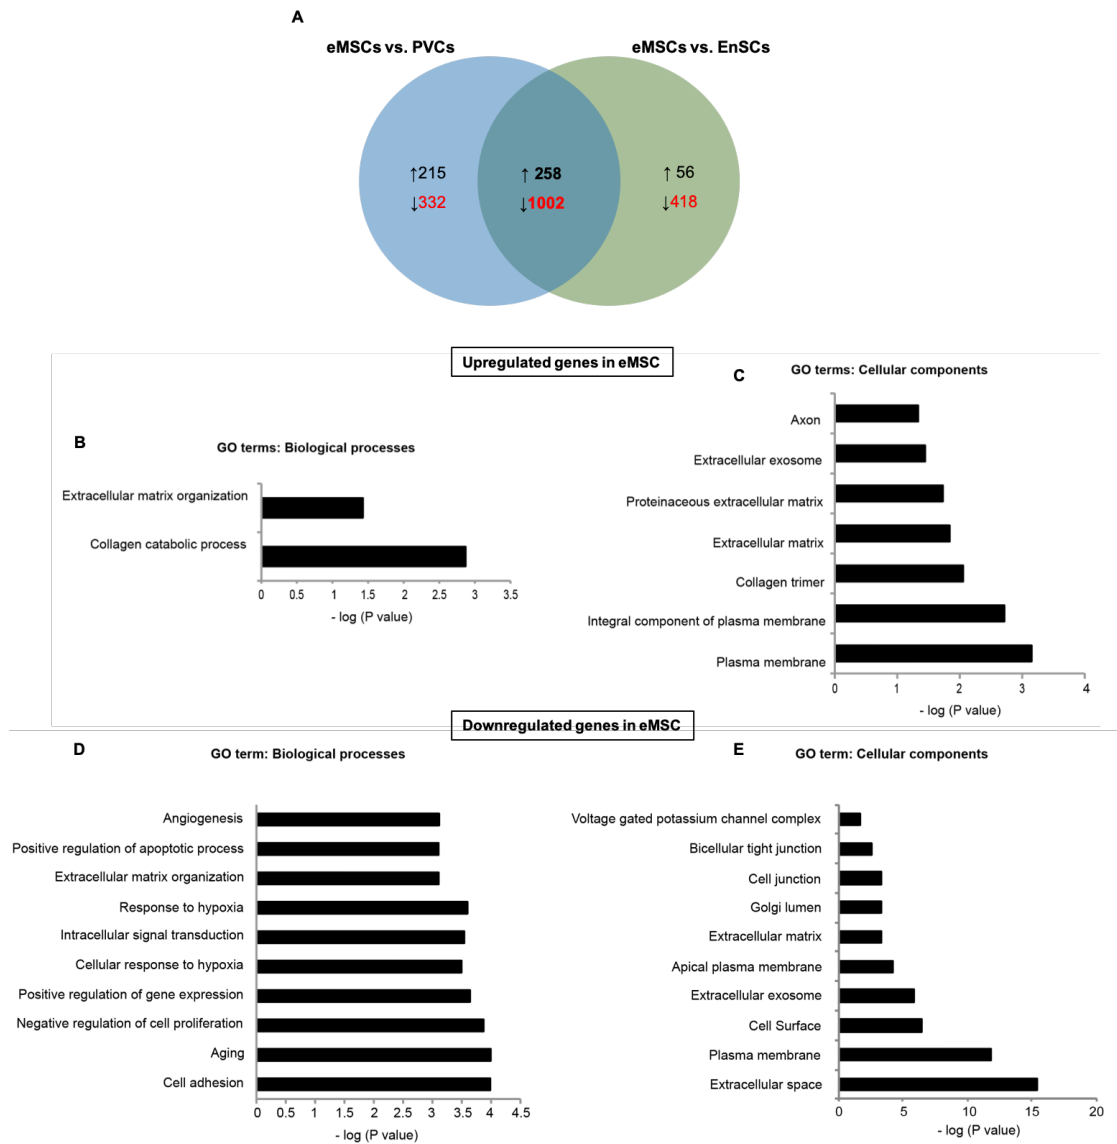 A
eMSCs vs. PVCs
eMSCs vs. EnSCs
↑215
↑ 258
↑ 56
↓332
↓1002
↓418
Upregulated genes in eMSC
B
GO terms: Biological processes
Extracellular matrix organization
Collagen catabolic process
0 0.5 1 1.5 2 2.5 3 3.5
- log (P value)
C
GO terms: Cellular components
Axon
Extracellular exosome
Proteinaceous extracellular matrix
Extracellular matrix
Collagen trimer
Integral component of plasma membrane
Plasma membrane
0 1 2 3 4
- log (P value)
Downregulated genes in eMSC
D
GO term: Biological processes
Angiogenesis
Positive regulation of apoptotic process
Extracellular matrix organization
Response to hypoxia
Intracellular signal transduction
Cellular response to hypoxia
Positive regulation of gene expression
Negative regulation of cell proliferation
Aging
Cell adhesion
0 0.5 1 1.5 2 2.5 3 3.5 4 4.5
- log (P value)
E
GO term: Cellular components
Voltage gated potassium channel complex
Bicellular tight junction
Cell junction
Golgi lumen
Extracellular matrix
Apical plasma membrane
Extracellular exosome
Cell Surface
Plasma membrane
Extracellular space
0 5 10 15 20
- log (P value)